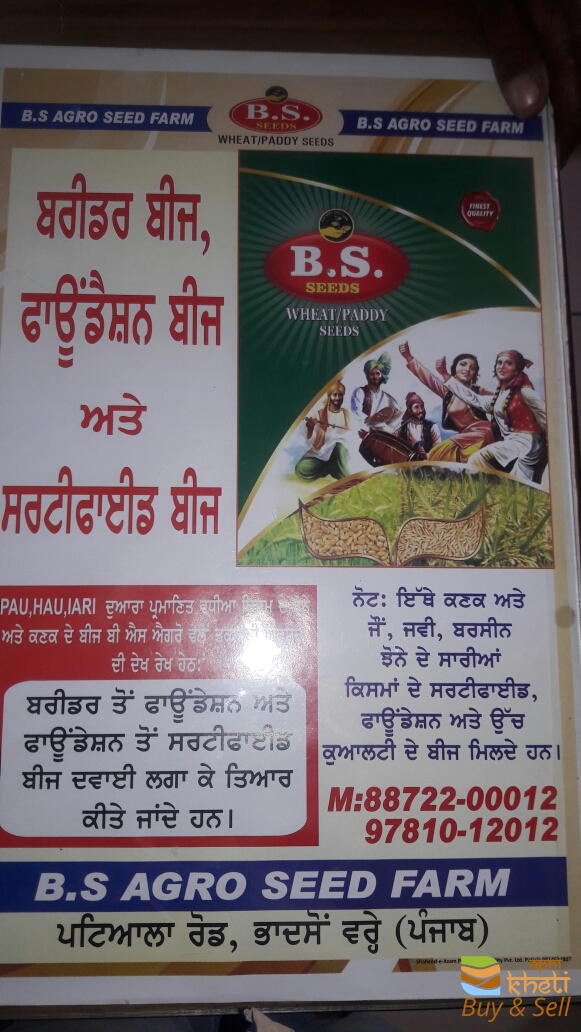 B.S AGRO SEED FARM
B.S.
SEEDS
WHEAT/PADDY SEEDS
B.S AGRO SEED FARM
ਬਰੀਡਰ ਬੀਜ,
ਫਾਊਂਡੈਸ਼ਨ ਬੀਜ
ਅਤੇ
ਸਰਟੀਫਾਈਡ ਬੀਜ
FINEST
QUALITY
B.S.
SEEDS
WHEAT/PADDY
SEEDS
PAU,HAU,IARI ਦੁਆਰਾ ਪ੍ਰਮਾਣਿਤ ਵਧੀਆ
ਅਤੇ ਕਣਕ ਦੇ ਬੀਜ ਬੀ ਐਸ ਐਗਰੋ ਵਲੋਂ
ਦੀ ਦੇਖ ਰੇਖ ਹੇਠ:
ਬਰੀਡਰ ਤੋਂ ਫਾਊਂਡੇਸ਼ਨ ਅਤੇ
ਫਾਊਂਡੇਸ਼ਨ ਤੋਂ ਸਰਟੀਫਾਈਡ
ਬੀਜ ਦਵਾਈ ਲਗਾ ਕੇ ਤਿਆਰ
ਕੀਤੇ ਜਾਂਦੇ ਹਨ।
ਨੋਟ: ਇੱਥੇ ਕਣਕ ਅਤੇ
ਜੌਂ, ਜਵੀ, ਬਰਸੀਨ
ਝੋਨੇ ਦੇ ਸਾਰੀਆਂ
ਕਿਸਮਾਂ ਦੇ ਸਰਟੀਫਾਈਡ,
ਫਾਊਂਡੇਸ਼ਨ ਅਤੇ ਉੱਚ
ਕੁਆਲਟੀ ਦੇ ਬੀਜ ਮਿਲਦੇ ਹਨ।
M:88722-00012
97810-12012
B.S AGRO SEED FARM
ਪਟਿਆਲਾ ਰੋਡ, ਭਾਦਸੋਂ ਵਰ੍ਹੇ (ਪੰਜਾਬ)
Shaheed-e-Azam
kheti
Buy & Sell